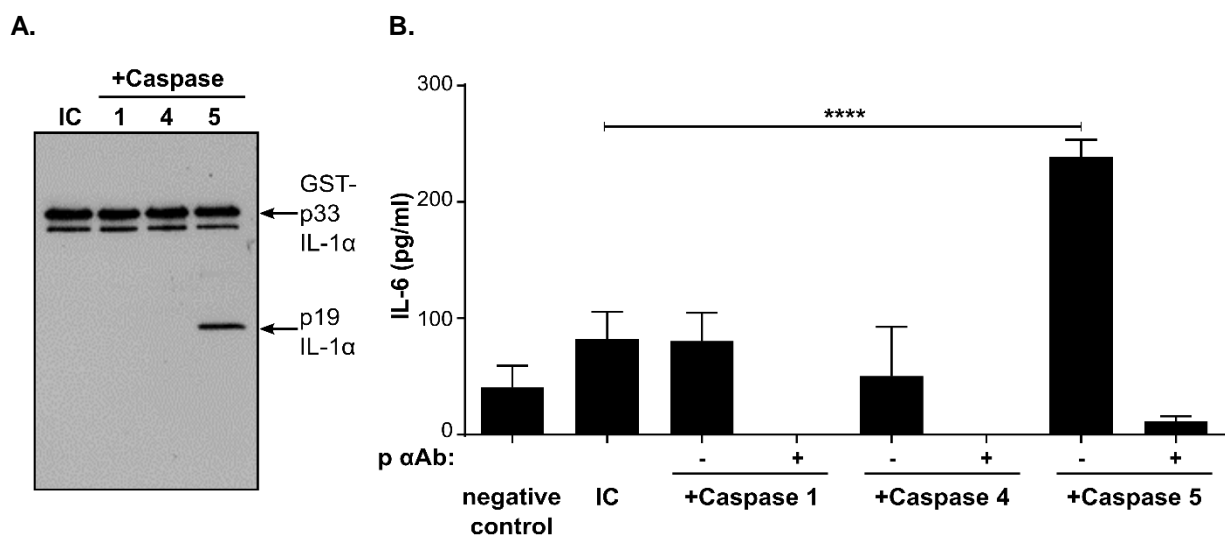 A.
+Caspase
IC 1 4 5
GST-
p33
IL-1α
p19
IL-1α
B.
300
200
100
0
IL-6 (pg/ml)
****
p αAb: - + - + - +
negative control
IC
+Caspase 1
+Caspase 4
+Caspase 5